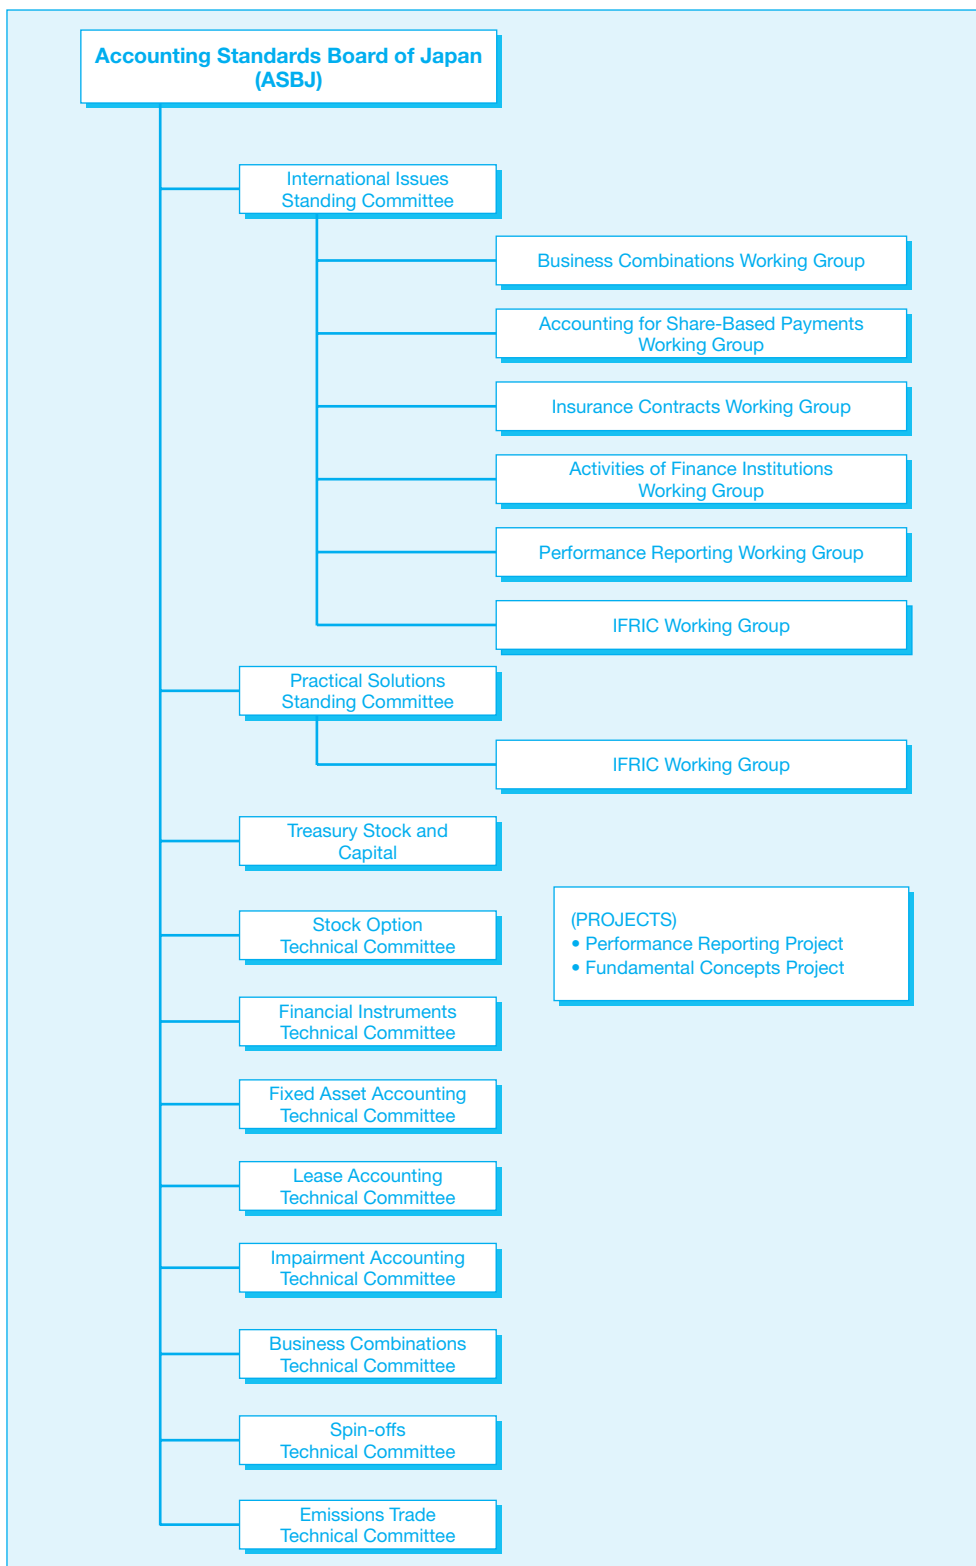 Accounting Standards Board of Japan
(ASBJ)
International Issues
Standing Committee
Business Combinations Working Group
Accounting for Share-Based Payments
Working Group
Insurance Contracts Working Group
Activities of Finance Institutions
Working Group
Performance Reporting Working Group
IFRIC Working Group
Practical Solutions
Standing Committee
IFRIC Working Group
Treasury Stock and
Capital
Stock Option
Technical Committee
(PROJECTS)
• Performance Reporting Project
• Fundamental Concepts Project
Financial Instruments
Technical Committee
Fixed Asset Accounting
Technical Committee
Lease Accounting
Technical Committee
Impairment Accounting
Technical Committee
Business Combinations
Technical Committee
Spin-offs
Technical Committee
Emissions Trade
Technical Committee